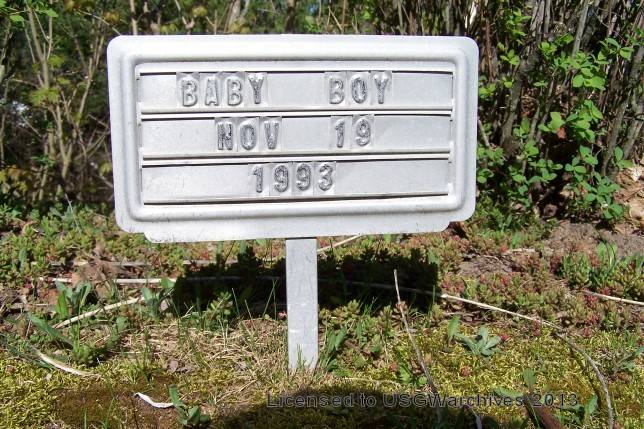 BABY BOY
NOV 19
1993
Licensed to USGWarchives 2013